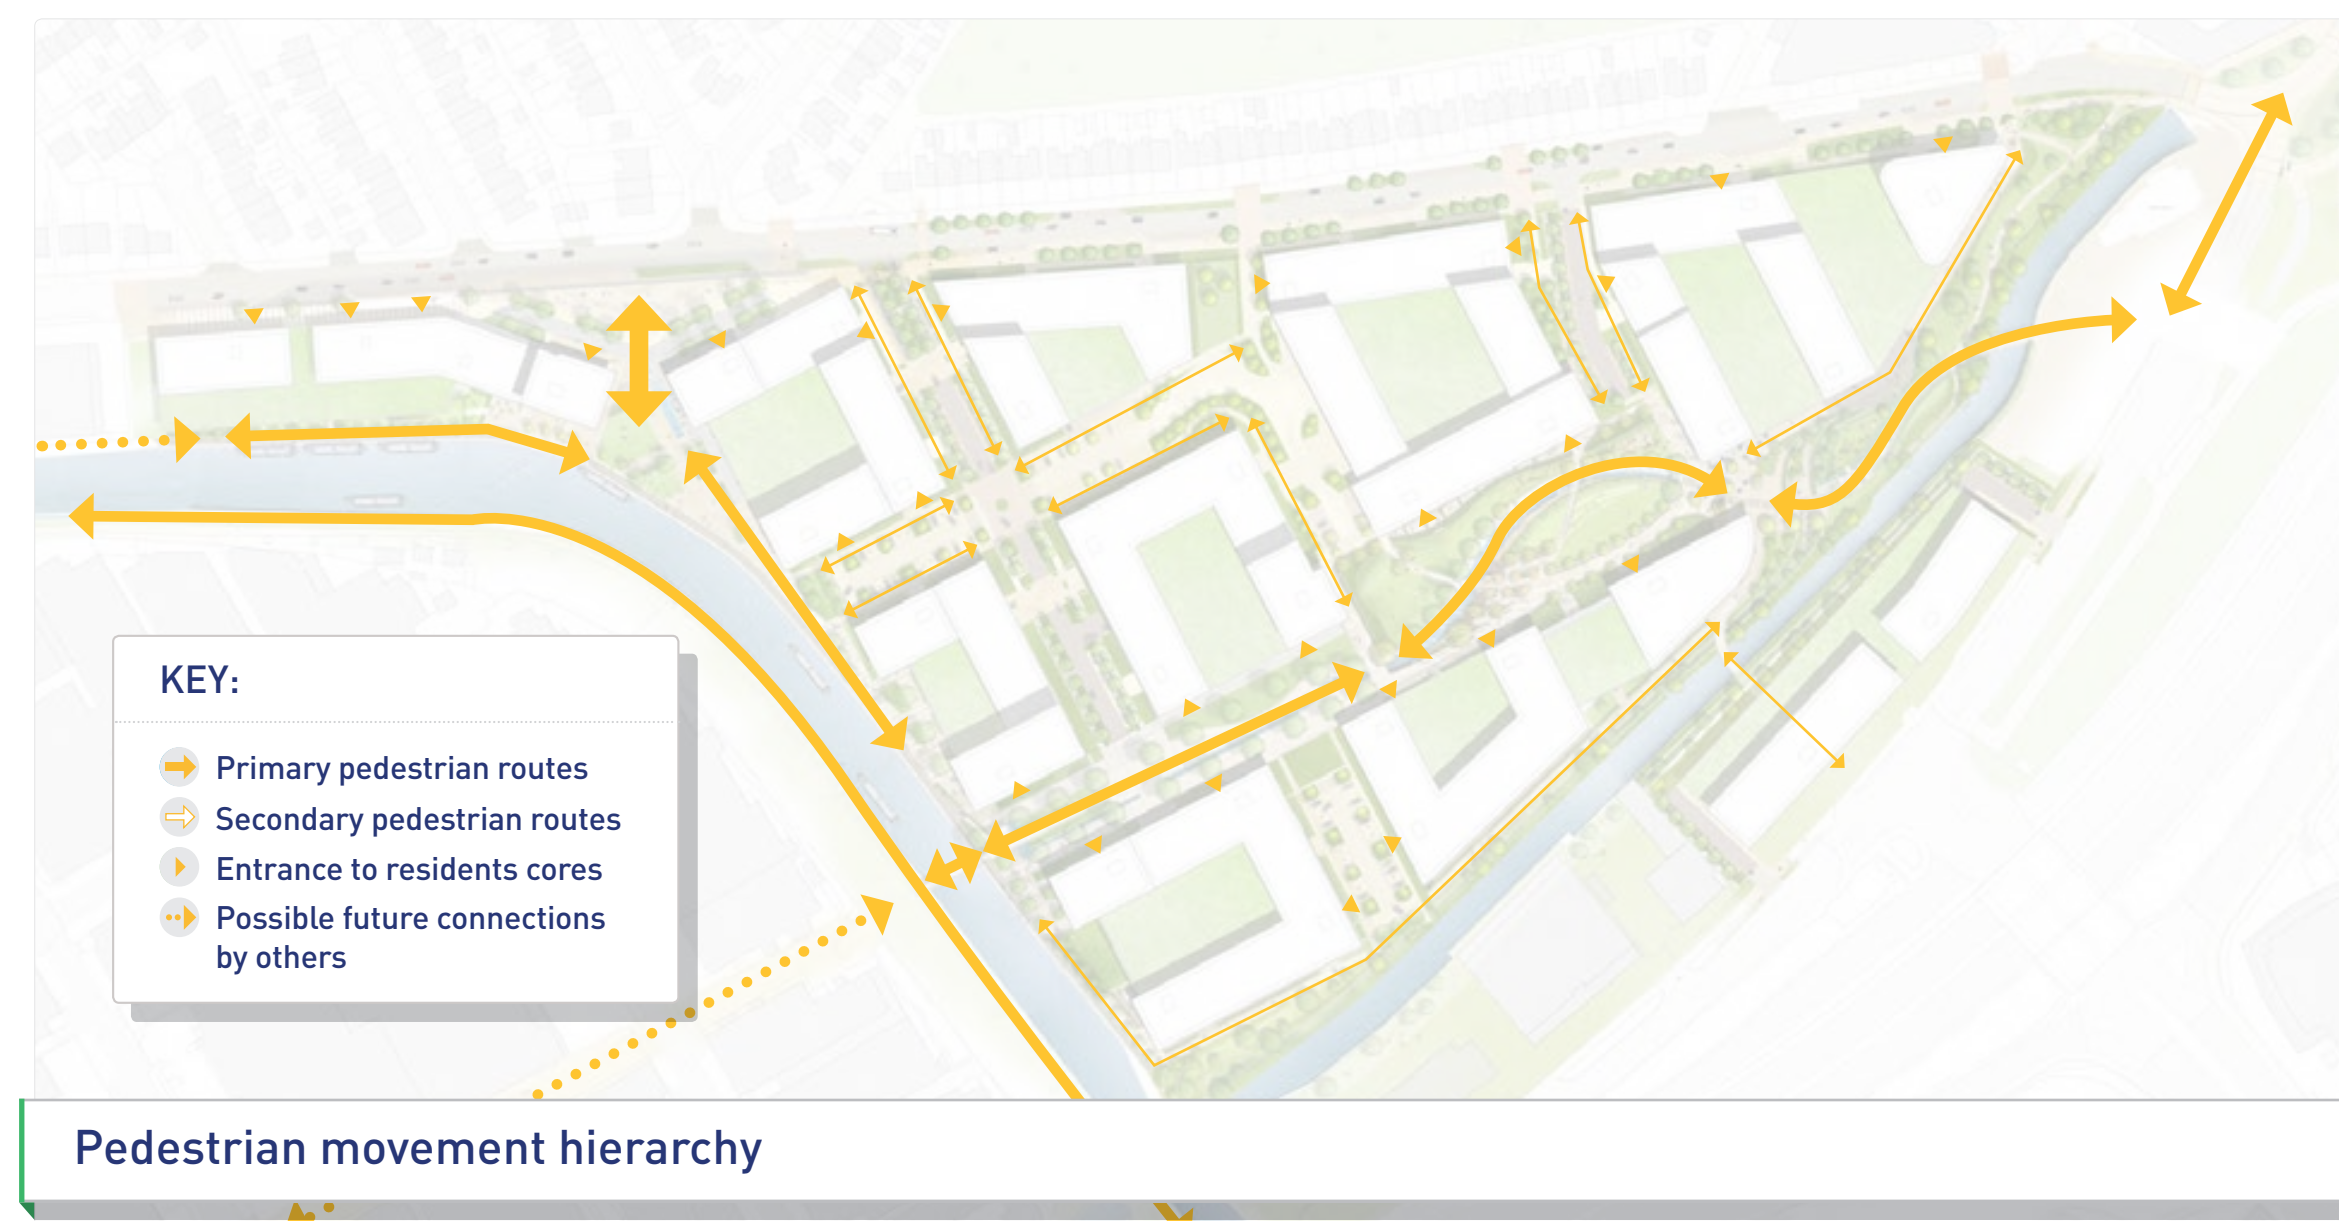 KEY:
Primary pedestrian routes
Secondary pedestrian routes
Entrance to residents cores
Possible future connections
by others
Pedestrian movement hierarchy